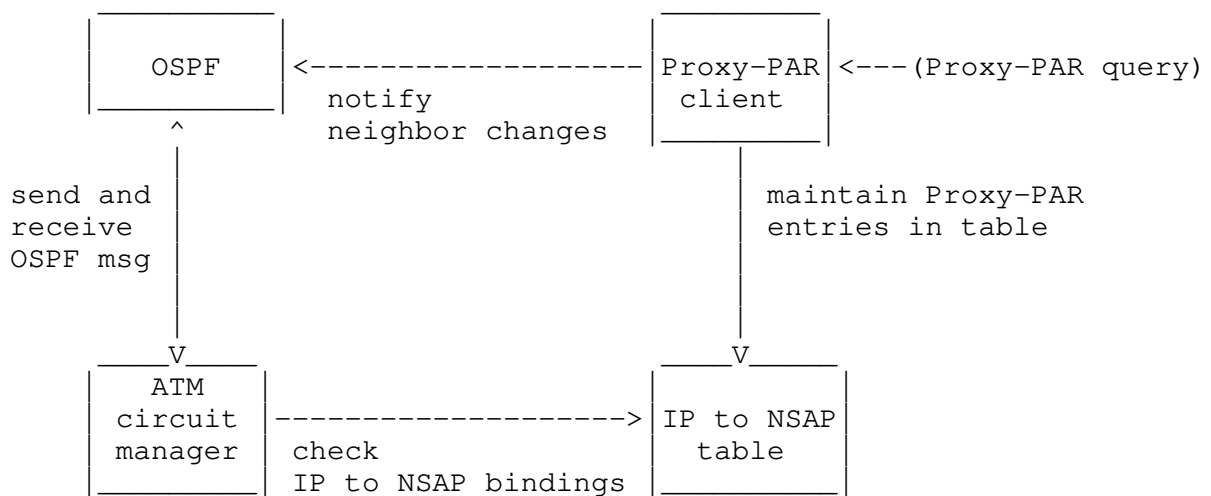 OSPF <------------------- Proxy-PAR <---(Proxy-PAR query)
notify client
^ neighbor changes
send and maintain Proxy-PAR
receive entries in table
OSPF msg
V V
ATM
circuit --------------------> IP to NSAP
manager check table
IP to NSAP bindings